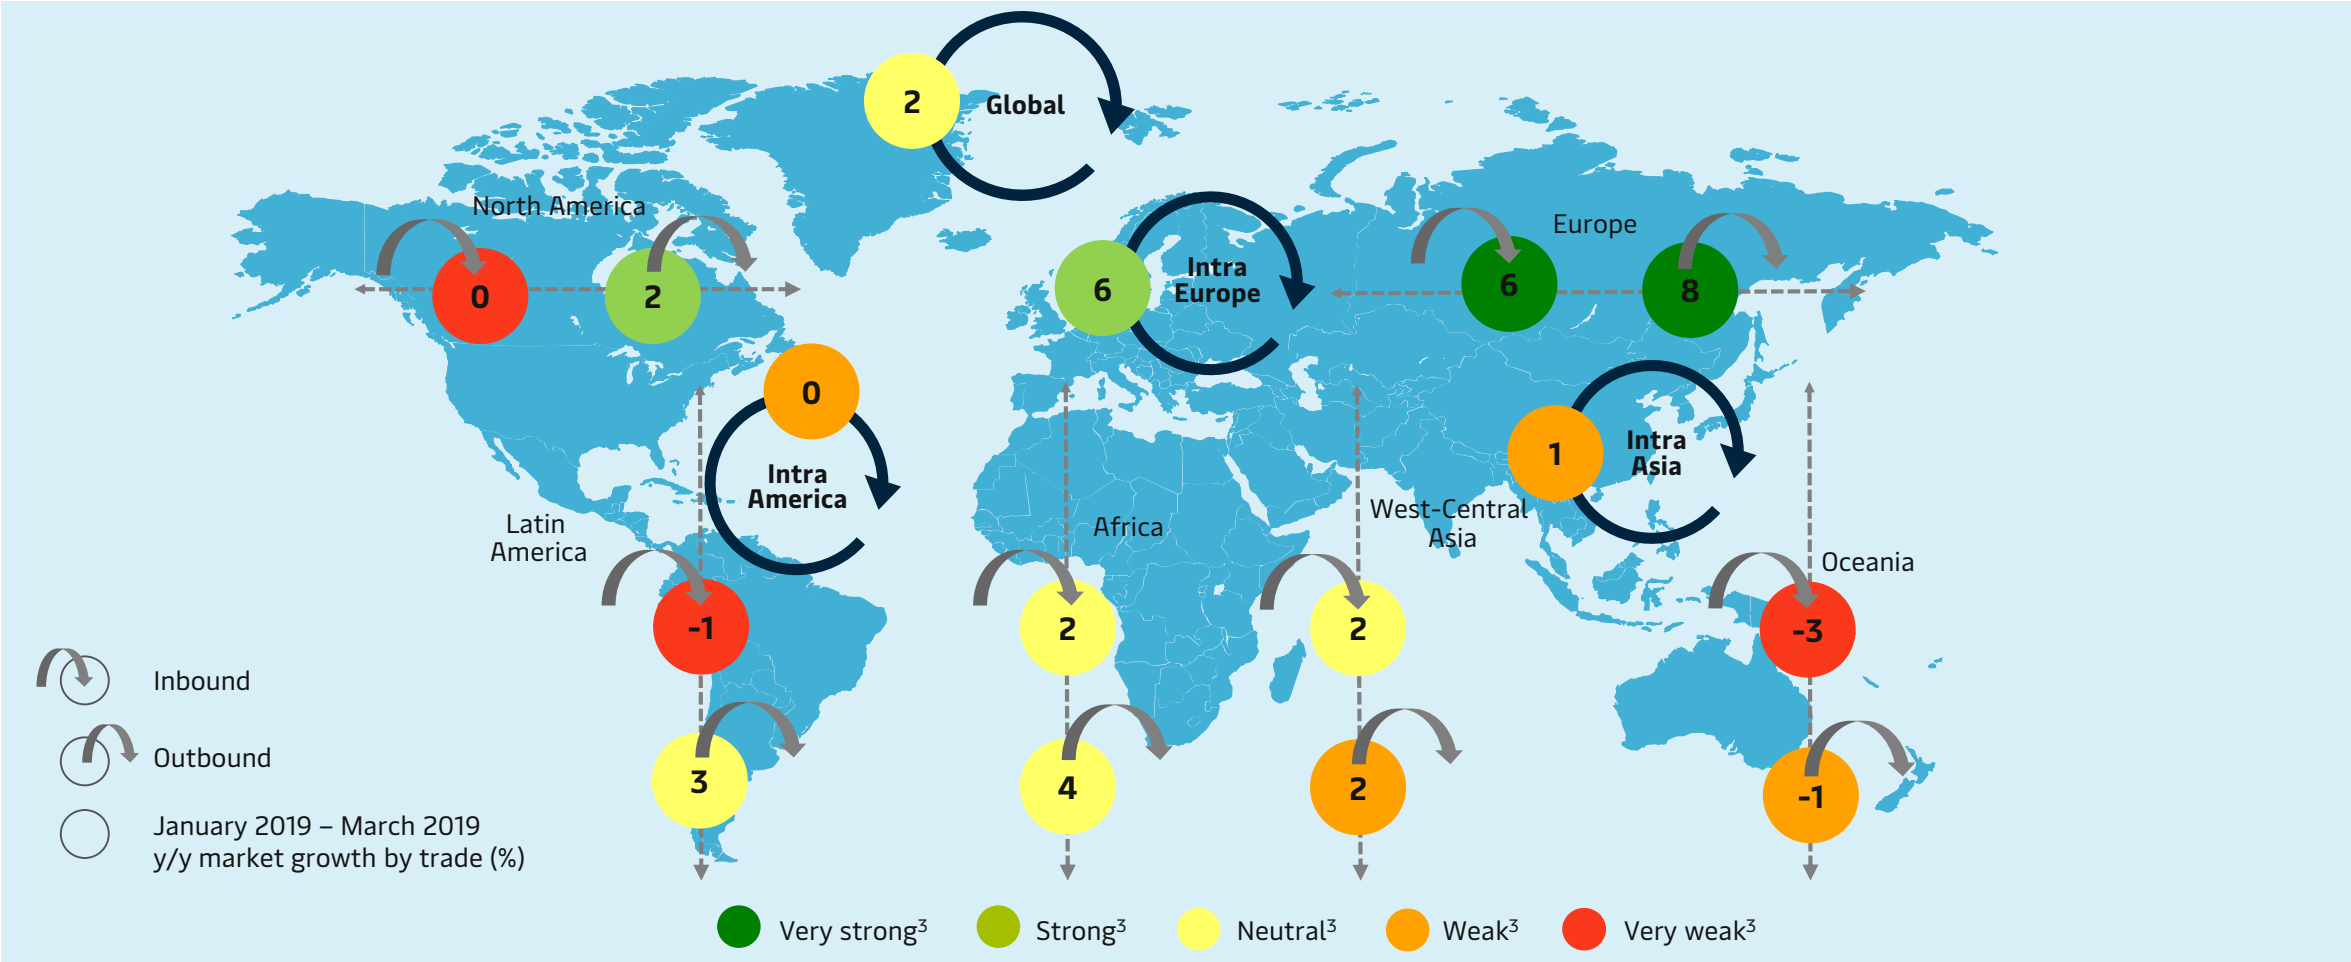 2
Global
North America
Europe
0
2
6
Intra
Europe
6
8
0
Intra
America
1
Intra
Asia
Latin
America
Africa
West-Central
Asia
Oceania
-1
2
2
-3
3
4
2
-1
Inbound
Outbound
January 2019 – March 2019
y/y market growth by trade (%)
Very strong³
Strong³
Neutral³
Weak³
Very weak³